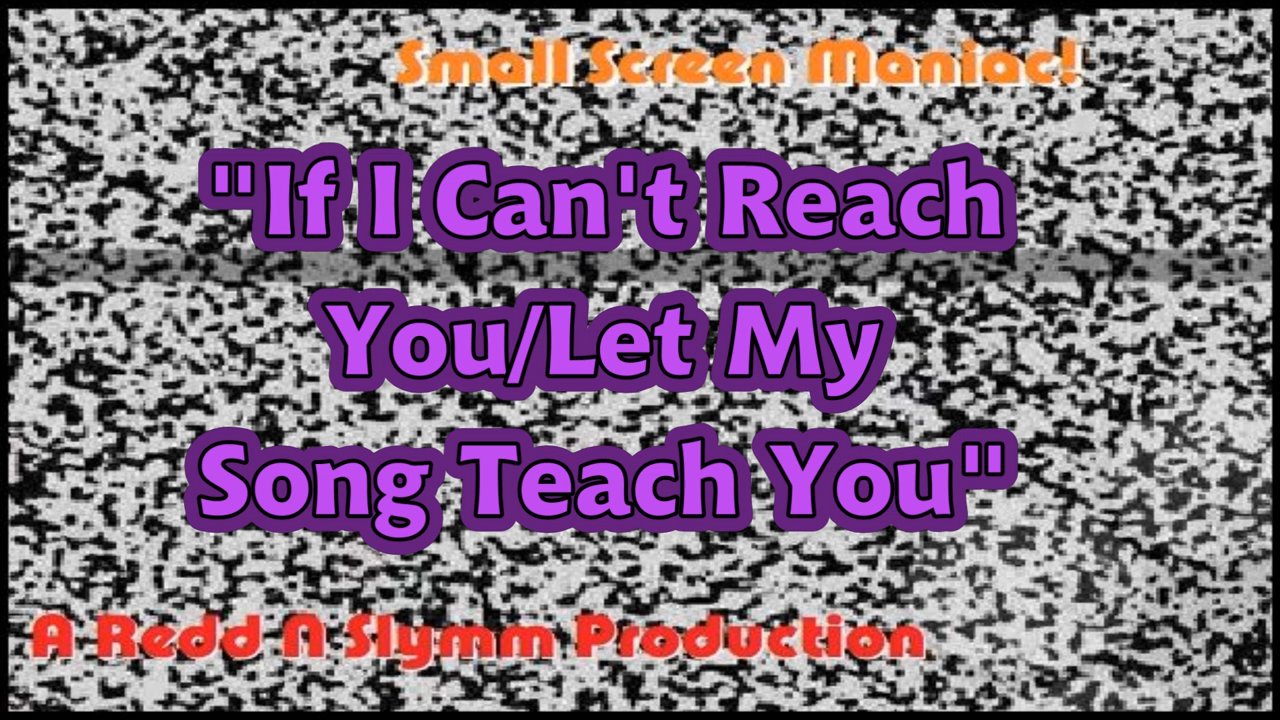 Small Screen Maniac!
"If I Can't Reach
You/Let My
Song Teach You"
A Redd N Slymm Production